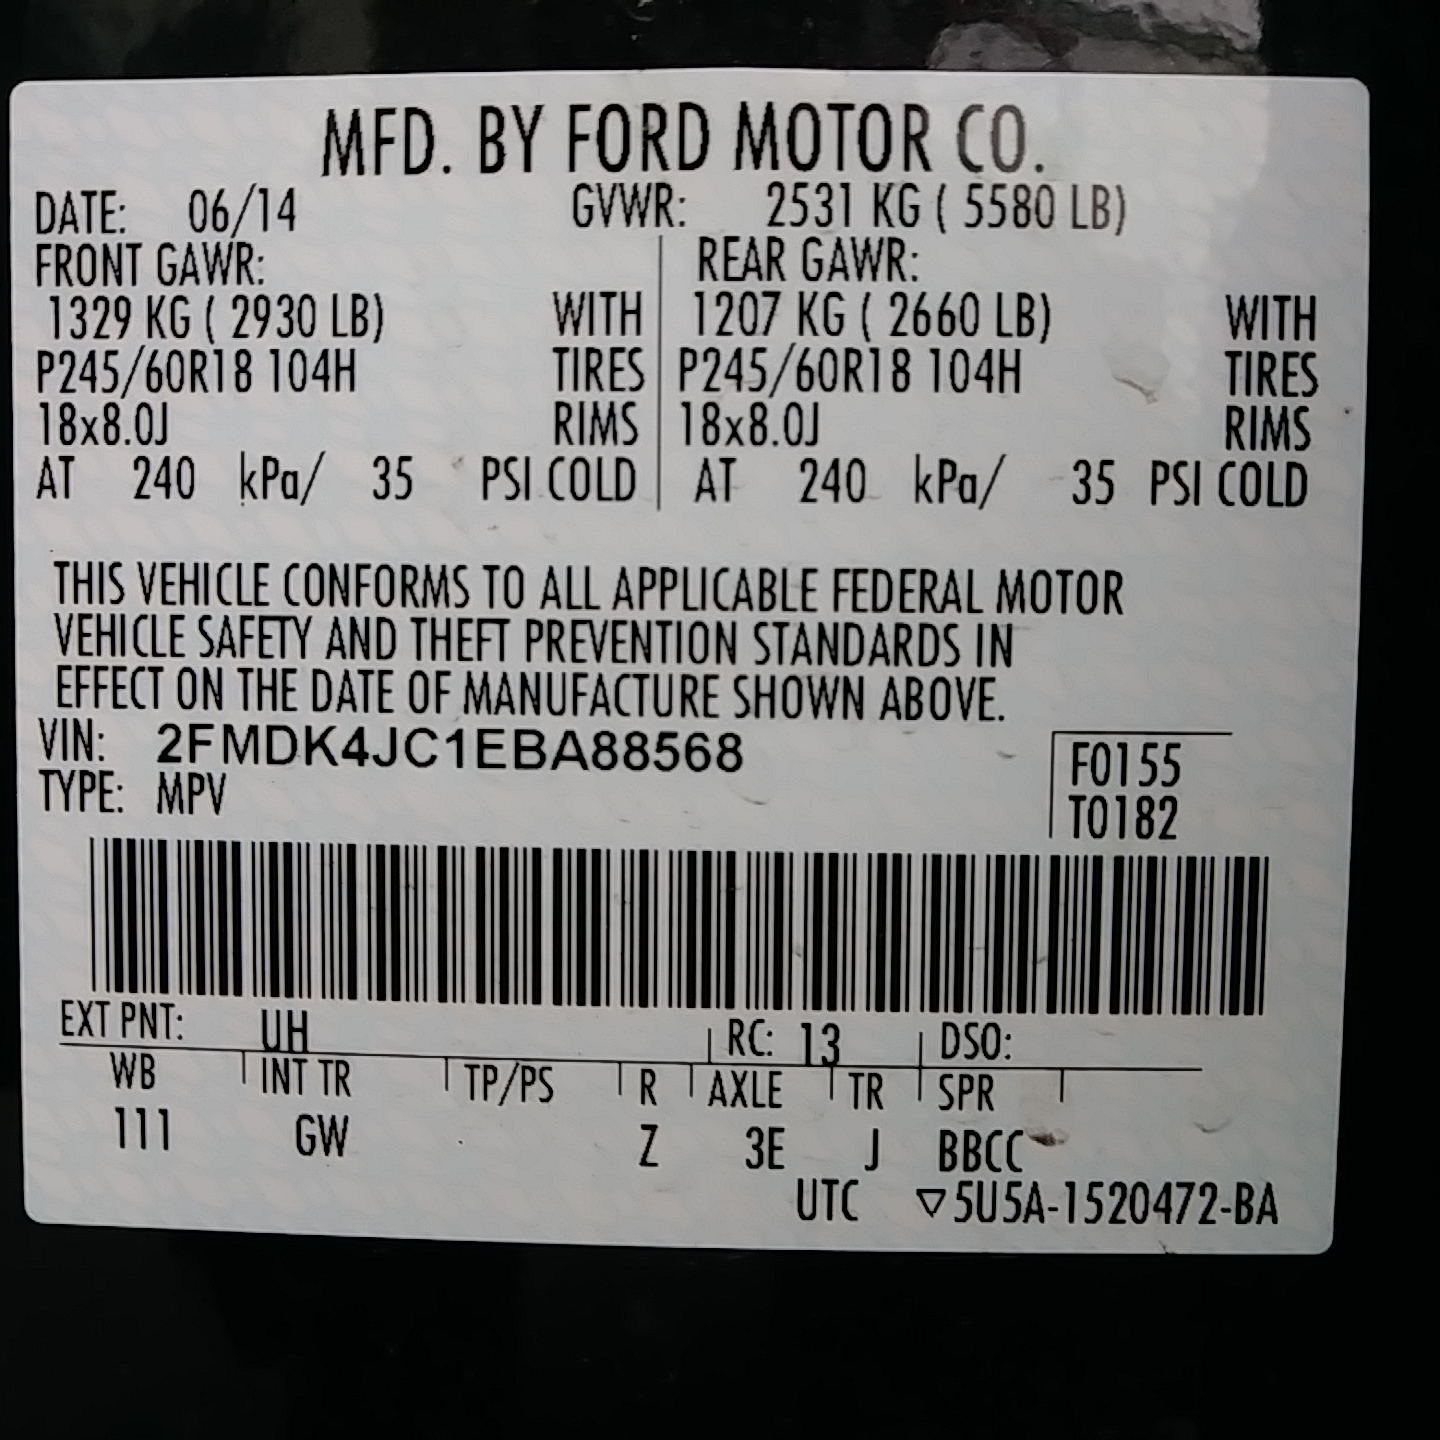 MFD. BY FORD MOTOR CO.
DATE: 06/14 GVWR: 2531 KG ( 5580 LB)
FRONT GAWR: REAR GAWR:
1329 KG ( 2930 LB) WITH 1207 KG ( 2660 LB) WITH
P245/60R18 104H TIRES P245/60R18 104H TIRES
18x8.0J RIMS 18x8.0J RIMS
AT 240 kPa/ 35 PSI COLD AT 240 kPa/ 35 PSI COLD
THIS VEHICLE CONFORMS TO ALL APPLICABLE FEDERAL MOTOR
VEHICLE SAFETY AND THEFT PREVENTION STANDARDS IN
EFFECT ON THE DATE OF MANUFACTURE SHOWN ABOVE.
VIN: 2FMDK4JC1EBA88568 F0155
TYPE: MPV T0182
EXT PNT: UH RC: 13 DSO:
WB INT TR TP/PS R AXLE TR SPR
111 GW Z 3E J BBCC
UTC ▽5U5A-1520472-BA